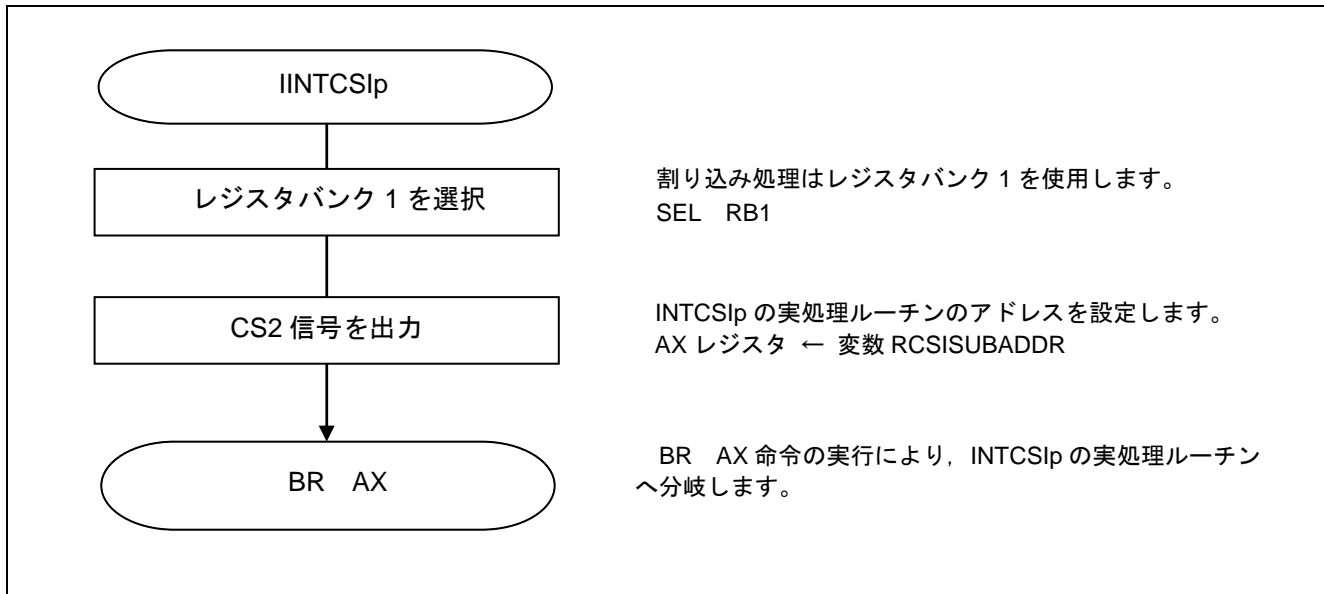 IINTCSIp
レジスタバンク 1 を選択
割り込み処理はレジスタバンク 1 を使用します。
SEL RB1
CS2 信号を出力
INTCSIp の実処理ルーチンのアドレスを設定します。
AX レジスタ ← 変数 RCSISUBADDR
BR AX
BR AX 命令の実行により，INTCSIp の実処理ルーチン
へ分岐します。